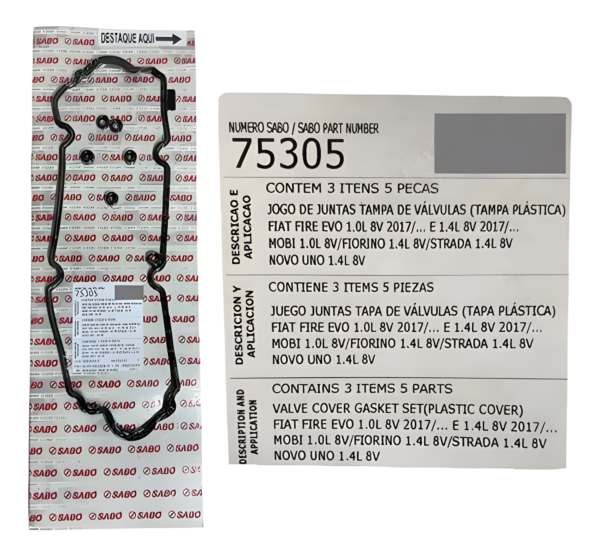 DESTAQUE AQUI
SABÓ
75305
NUMERO SABO / SABO PART NUMBER
75305
DESCRICAO E
APLICACAO
CONTEM 3 ITENS 5 PECAS
JOGO DE JUNTAS TAMPA DE VÁLVULAS (TAMPA PLÁSTICA)
FIAT FIRE EVO 1.0L 8V 2017/... E 1.4L 8V 2017/...
MOBI 1.0L 8V/FIORINO 1.4L 8V/STRADA 1.4L 8V
NOVO UNO 1.4L 8V
DESCRICION Y
APLICACION
CONTIENE 3 ITEMS 5 PIEZAS
JUEGO JUNTAS TAPA DE VÁLVULAS (TAPA PLÁSTICA)
FIAT FIRE EVO 1.0L 8V 2017/... E 1.4L 8V 2017/...
MOBI 1.0L 8V/FIORINO 1.4L 8V/STRADA 1.4L 8V
NOVO UNO 1.4L 8V
DESCRIPTION AND
APPLICATION
CONTAINS 3 ITEMS 5 PARTS
VALVE COVER GASKET SET(PLASTIC COVER)
FIAT FIRE EVO 1.0L 8V 2017/... E 1.4L 8V 2017/...
MOBI 1.0L 8V/FIORINO 1.4L 8V/STRADA 1.4L 8V
NOVO UNO 1.4L 8V